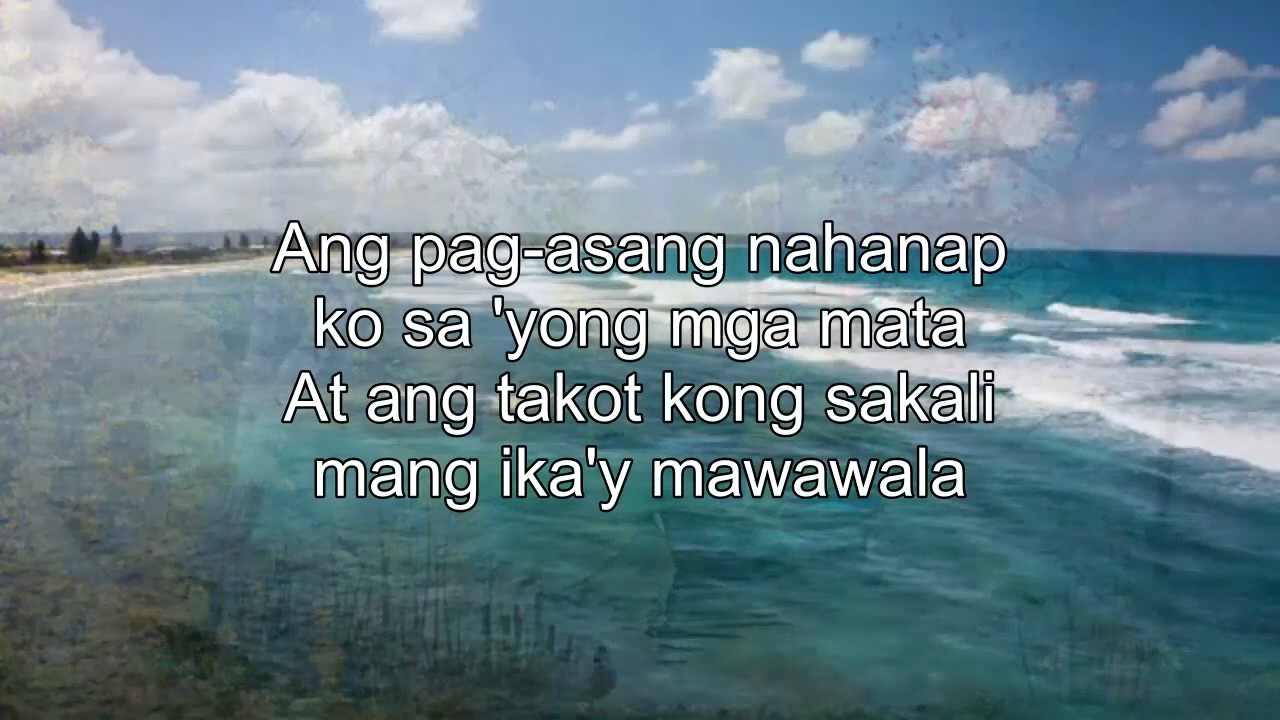 Ang pag-asang nahanap
ko sa 'yong mga mata
At ang takot kong sakali
mang ika'y mawawala